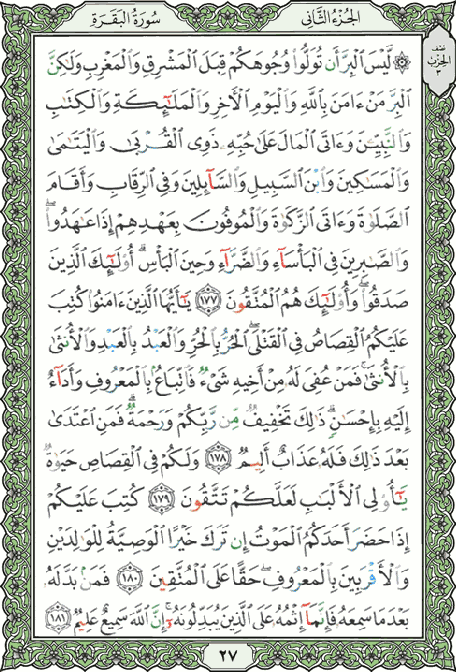 الجُزْءُ الثَّانِي
سُورَةُ البَقَرَةِ
نِصْفُ
الحِزْب
٣
۞ لَّيْسَ ٱلْبِرَّ أَن تُوَلُّوا۟ وُجُوهَكُمْ قِبَلَ ٱلْمَشْرِقِ وَٱلْمَغْرِبِ وَلَٰكِنَّ
ٱلْبِرَّ مَنْ ءَامَنَ بِٱللَّهِ وَٱلْيَوْمِ ٱلْءَاخِرِ وَٱلْمَلَٰٓئِكَةِ وَٱلْكِتَٰبِ
وَٱلنَّبِيِّۦنَ وَءَاتَى ٱلْمَالَ عَلَىٰ حُبِّهِۦ ذَوِى ٱلْقُرْبَىٰ وَٱلْيَتَٰمَىٰ
وَٱلْمَسَٰكِينَ وَٱبْنَ ٱلسَّبِيلِ وَٱلسَّآئِلِينَ وَفِى ٱلرِّقَابِ وَأَقَامَ
ٱلصَّلَوٰةَ وَءَاتَى ٱلزَّكَوٰةَ وَٱلْمُوفُونَ بِعَهْدِهِمْ إِذَا عَٰهَدُوا۟ ۖ
وَٱلصَّٰبِرِينَ فِى ٱلْبَأْسَآءِ وَٱلضَّرَّآءِ وَحِينَ ٱلْبَأْسِ ۗ أُو۟لَٰٓئِكَ ٱلَّذِينَ
صَدَقُوا۟ ۖ وَأُو۟لَٰٓئِكَ هُمُ ٱلْمُتَّقُونَ ١٧٧ يَٰٓأَيُّهَا ٱلَّذِينَ ءَامَنُوا۟ كُتِبَ
عَلَيْكُمُ ٱلْقِصَاصُ فِى ٱلْقَتْلَى ۖ ٱلْحُرُّ بِٱلْحُرِّ وَٱلْعَبْدُ بِٱلْعَبْدِ وَٱلْأُنثَىٰ
بِٱلْأُنثَىٰ ۚ فَمَنْ عُفِىَ لَهُۥ مِنْ أَخِيهِ شَىْءٌ فَٱتِّبَاعٌۢ بِٱلْمَعْرُوفِ وَأَدَآءٌ
إِلَيْهِ بِإِحْسَٰنٍ ۗ ذَٰلِكَ تَخْفِيفٌ مِّن رَّبِّكُمْ وَرَحْمَةٌ ۗ فَمَنِ ٱعْتَدَىٰ
بَعْدَ ذَٰلِكَ فَلَهُۥ عَذَابٌ أَلِيمٌ ١٧٨ وَلَكُمْ فِى ٱلْقِصَاصِ حَيَوٰةٌ
يَٰٓأُو۟لِى ٱلْأَلْبَٰبِ لَعَلَّكُمْ تَتَّقُونَ ١٧٩ كُتِبَ عَلَيْكُمْ
إِذَا حَضَرَ أَحَدَكُمُ ٱلْمَوْتُ إِن تَرَكَ خَيْرًا ٱلْوَصِيَّةُ لِلْوَٰلِدَيْنِ
وَٱلْأَقْرَبِينَ بِٱلْمَعْرُوفِ ۖ حَقًّا عَلَى ٱلْمُتَّقِينَ ١٨٠ فَمَنۢ بَدَّلَهُۥ
بَعْدَمَا سَمِعَهُۥ فَإِنَّمَآ إِثْمُهُۥ عَلَى ٱلَّذِينَ يُبَدِّلُونَهُۥٓ ۚ إِنَّ ٱللَّهَ سَمِيعٌ عَلِيمٌ ١٨١
٢٧